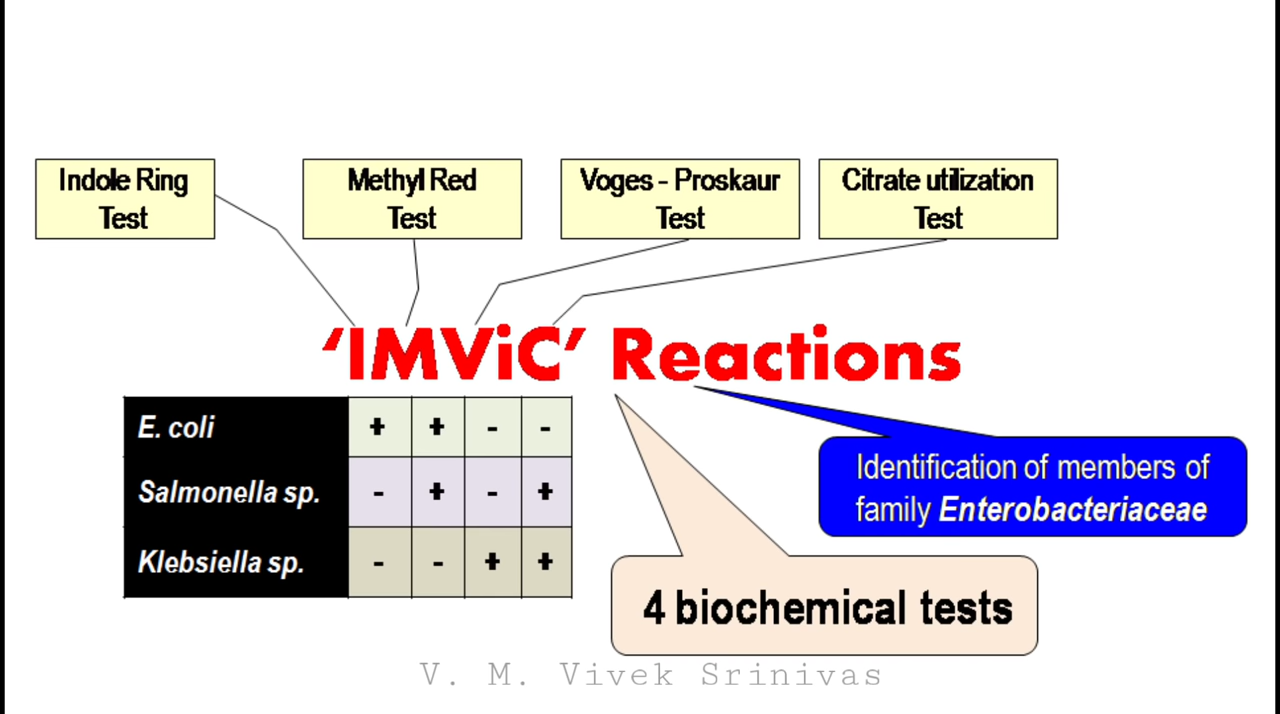 Indole Ring
Test
Methyl Red
Test
Voges - Proskaur
Test
Citrate utilization
Test
‘IMViC’ Reactions
E. coli + + - -
Salmonella sp. - + - +
Klebsiella sp. - - + +
Identification of members of
family Enterobacteriaceae
4 biochemical tests
V. M. Vivek Srinivas